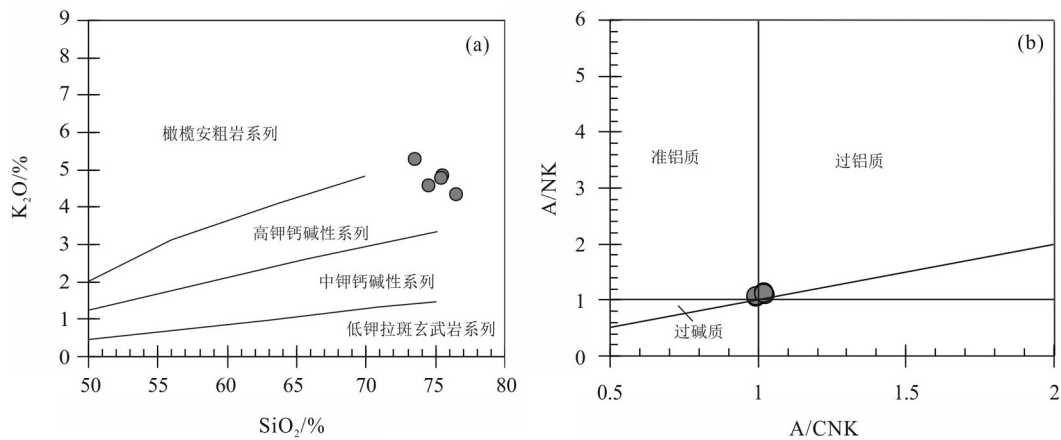 (a)
9
8
7
6
5
4
3
2
1
0
K₂O/%
橄榄安粗岩系列
高钾钙碱性系列
中钾钙碱性系列
低钾拉斑玄武岩系列
50 55 60 65 70 75 80
SiO₂/%
(b)
6
5
4
3
2
1
0
A/NK
准铝质
过铝质
过碱质
0.5 1 1.5 2
A/CNK